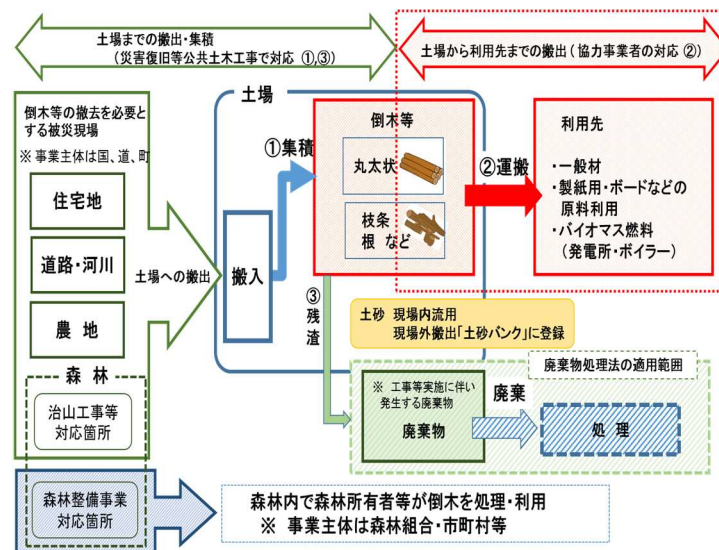 土場までの搬出・集積
(災害復旧等公共土木工事で対応 ①,③)
土場から利用先までの搬出(協力事業者の対応 ②)
倒木等の撤去を必要と
する被災現場
※ 事業主体は国、道、町
住宅地
道路・河川
農 地
森 林
治山工事等
対応箇所
森林整備事業
対応箇所
土場への搬出
土場
搬入
①集積
倒木等
丸太状
枝条
根 など
②運搬
利用先
・一般材
・製紙用・ボードなどの
原料利用
・バイオマス燃料
(発電所・ボイラー)
③
残
渣
土砂 現場内流用
現場外搬出「土砂バンク」に登録
廃棄物処理法の適用範囲
※ 工事等実施に伴い
発生する廃棄物
廃棄物
廃棄
処 理
森林内で森林所有者等が倒木を処理・利用
※ 事業主体は森林組合・市町村等